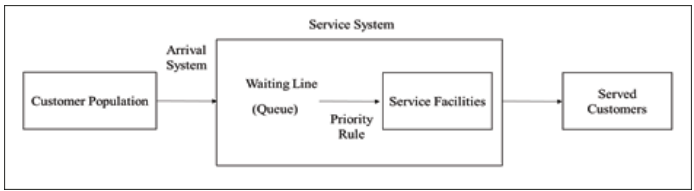 Service System
Arrival
System
Customer Population
Waiting Line
(Queue)
Priority
Rule
Service Facilities
Served
Customers